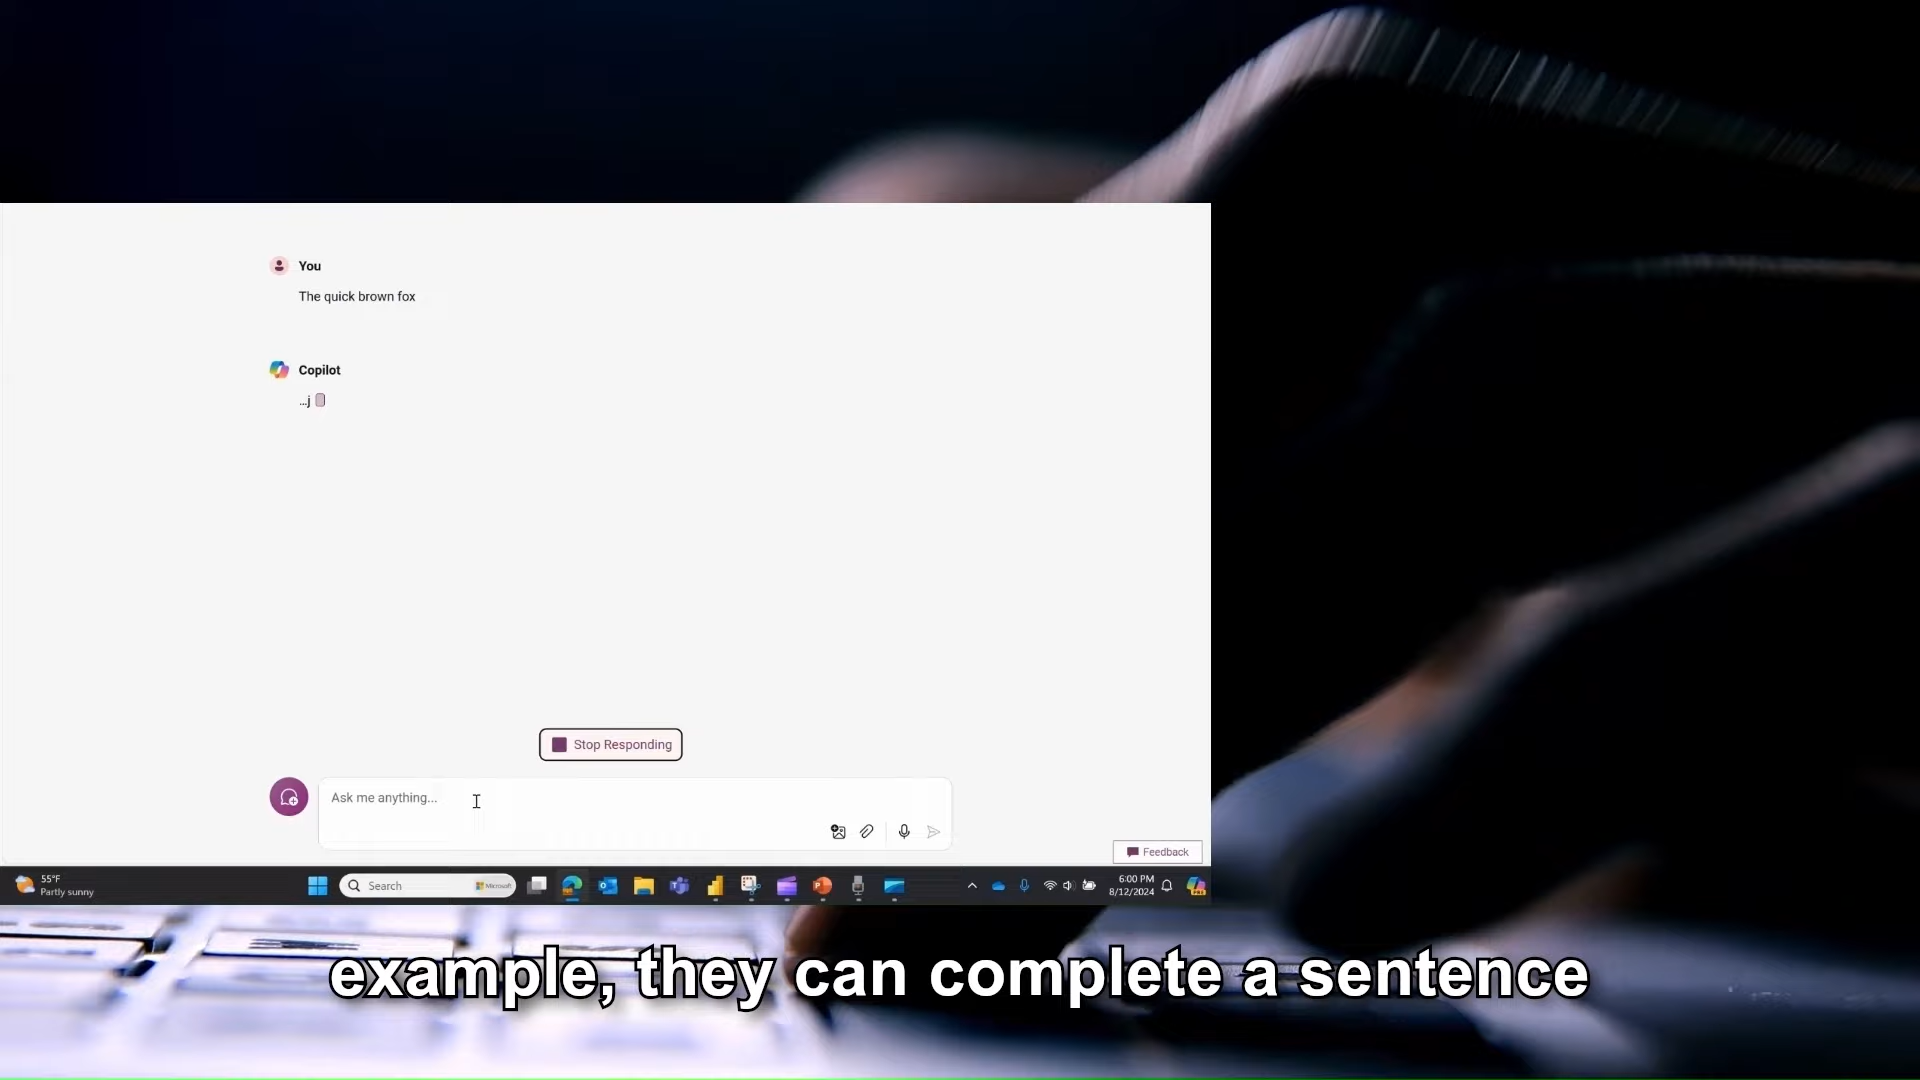 You
The quick brown fox
Copilot
...j
Stop Responding
Ask me anything...
Feedback
55°F
Partly sunny
Search
Microsoft
6:00 PM
8/12/2024
example, they can complete a sentence